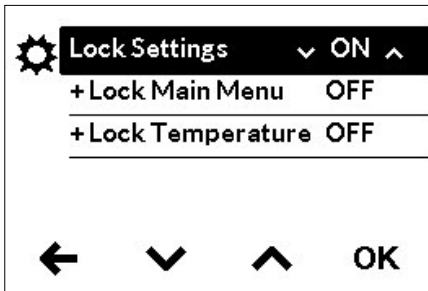 Lock Settings ON
+Lock Main Menu OFF
+Lock Temperature OFF
OK